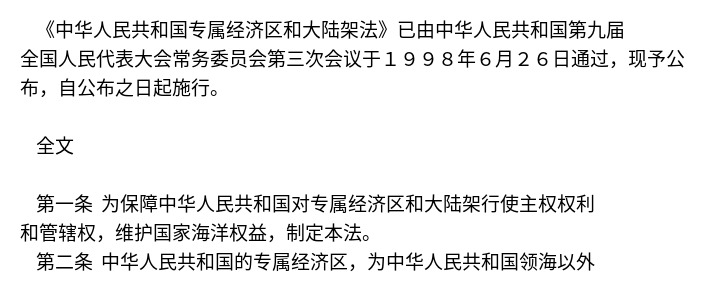 《中华人民共和国专属经济区和大陆架法》已由中华人民共和国第九届
全国人民代表大会常务委员会第三次会议于１９９８年６月２６日通过，现予公
布，自公布之日起施行。
全文
第一条 为保障中华人民共和国对专属经济区和大陆架行使主权权利
和管辖权，维护国家海洋权益，制定本法。
第二条 中华人民共和国的专属经济区，为中华人民共和国领海以外